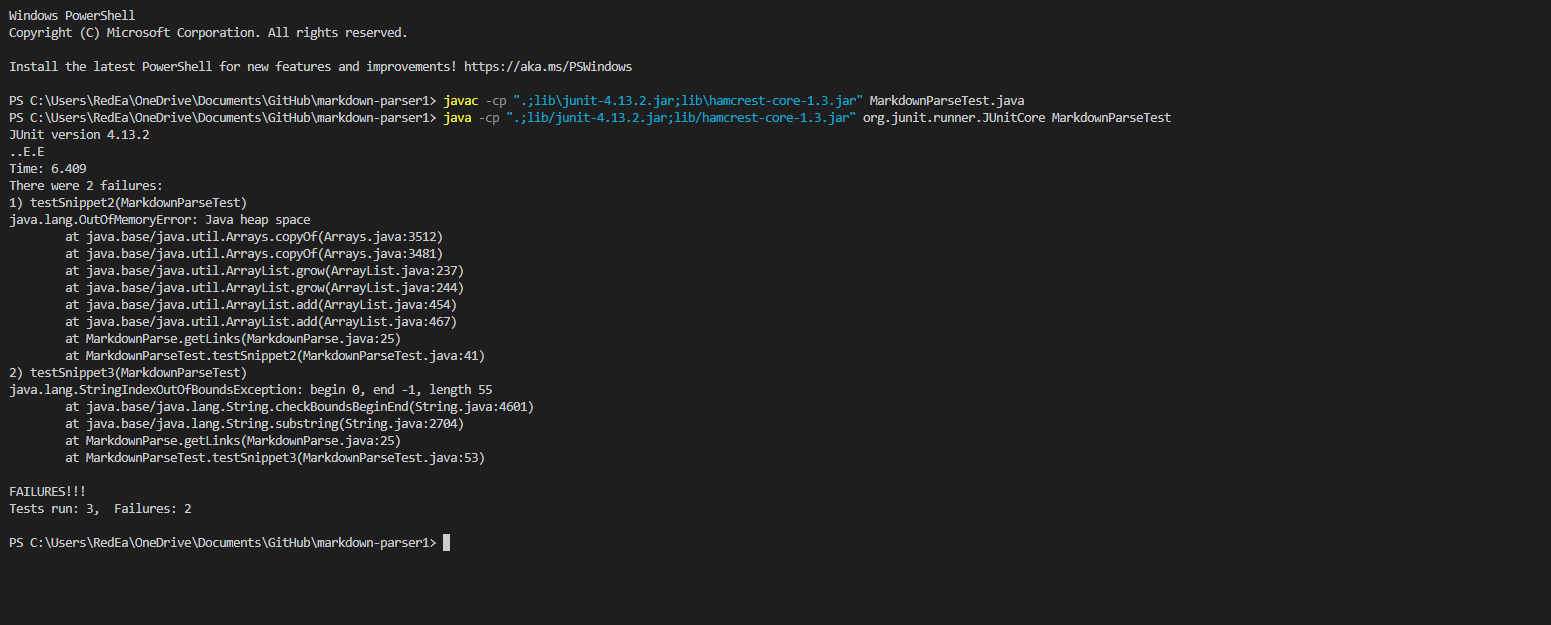 Windows PowerShell
Copyright (C) Microsoft Corporation. All rights reserved.
Install the latest PowerShell for new features and improvements! https://aka.ms/PSWindows
PS C:\Users\RedEa\OneDrive\Documents\GitHub\markdown-parser1> javac -cp ".;lib\junit-4.13.2.jar;lib\hamcrest-core-1.3.jar" MarkdownParseTest.java
PS C:\Users\RedEa\OneDrive\Documents\GitHub\markdown-parser1> java -cp ".;lib/junit-4.13.2.jar;lib/hamcrest-core-1.3.jar" org.junit.runner.JUnitCore MarkdownParseTest
JUnit version 4.13.2
..E.E
Time: 6.409
There were 2 failures:
1) testSnippet2(MarkdownParseTest)
java.lang.OutOfMemoryError: Java heap space
        at java.base/java.util.Arrays.copyOf(Arrays.java:3512)
        at java.base/java.util.Arrays.copyOf(Arrays.java:3481)
        at java.base/java.util.ArrayList.grow(ArrayList.java:237)
        at java.base/java.util.ArrayList.grow(ArrayList.java:244)
        at java.base/java.util.ArrayList.add(ArrayList.java:454)
        at java.base/java.util.ArrayList.add(ArrayList.java:467)
        at MarkdownParse.getLinks(MarkdownParse.java:25)
        at MarkdownParseTest.testSnippet2(MarkdownParseTest.java:41)
2) testSnippet3(MarkdownParseTest)
java.lang.StringIndexOutOfBoundsException: begin 0, end -1, length 55
        at java.base/java.lang.String.checkBoundsBeginEnd(String.java:4601)
        at java.base/java.lang.String.substring(String.java:2704)
        at MarkdownParse.getLinks(MarkdownParse.java:25)
        at MarkdownParseTest.testSnippet3(MarkdownParseTest.java:53)
FAILURES!!!
Tests run: 3,  Failures: 2
PS C:\Users\RedEa\OneDrive\Documents\GitHub\markdown-parser1>